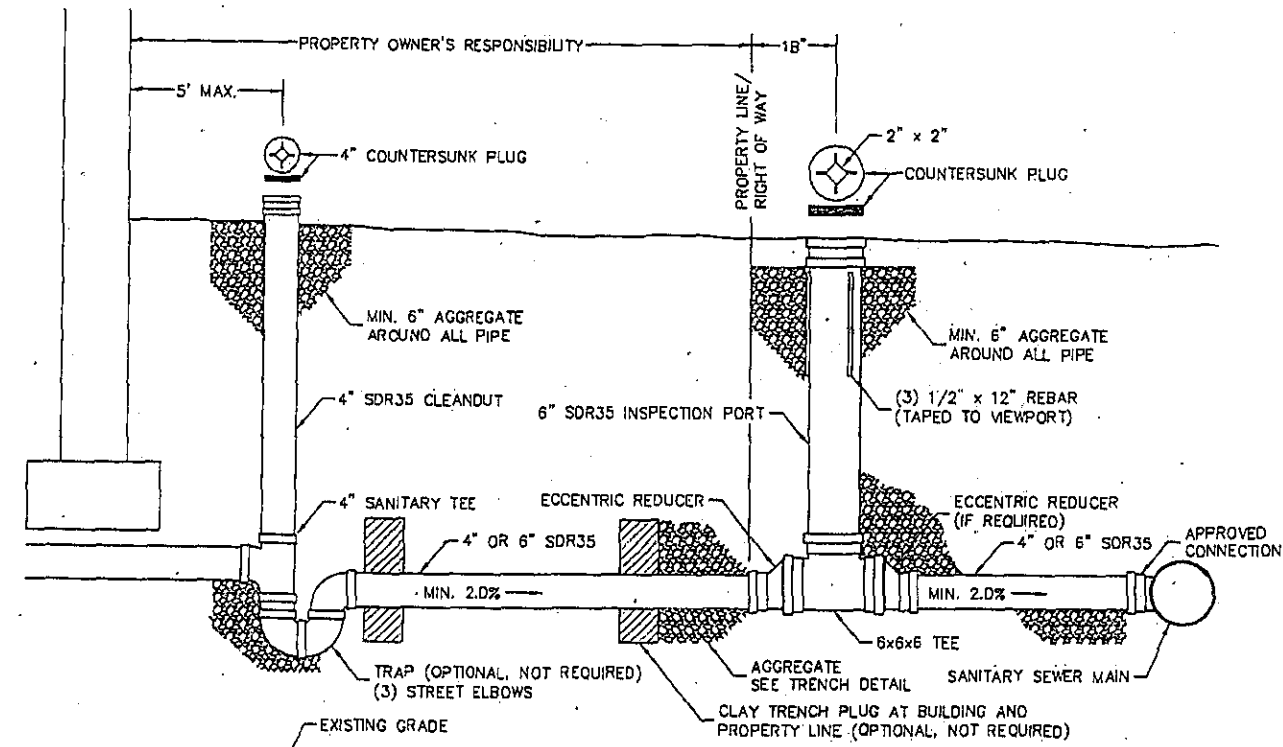 PROPERTY OWNER'S RESPONSIBILITY
18"
5' MAX.
PROPERTY LINE/
RIGHT OF WAY
2" x 2"
4" COUNTERSUNK PLUG
COUNTERSUNK PLUG
MIN. 6" AGGREGATE
AROUND ALL PIPE
MIN. 6" AGGREGATE
AROUND ALL PIPE
4" SDR35 CLEANOUT
6" SDR35 INSPECTION PORT
(3) 1/2" x 12" REBAR
(TAPED TO VIEWPORT)
4" SANITARY TEE
ECCENTRIC REDUCER
ECCENTRIC REDUCER
(IF REQUIRED)
4" OR 6" SDR35
4" OR 6" SDR35
APPROVED
CONNECTION
MIN. 2.0%
MIN. 2.0%
6x6x6 TEE
TRAP (OPTIONAL, NOT REQUIRED)
(3) STREET ELBOWS
AGGREGATE
SEE TRENCH DETAIL
SANITARY SEWER MAIN
CLAY TRENCH PLUG AT BUILDING AND
PROPERTY LINE (OPTIONAL, NOT REQUIRED)
EXISTING GRADE